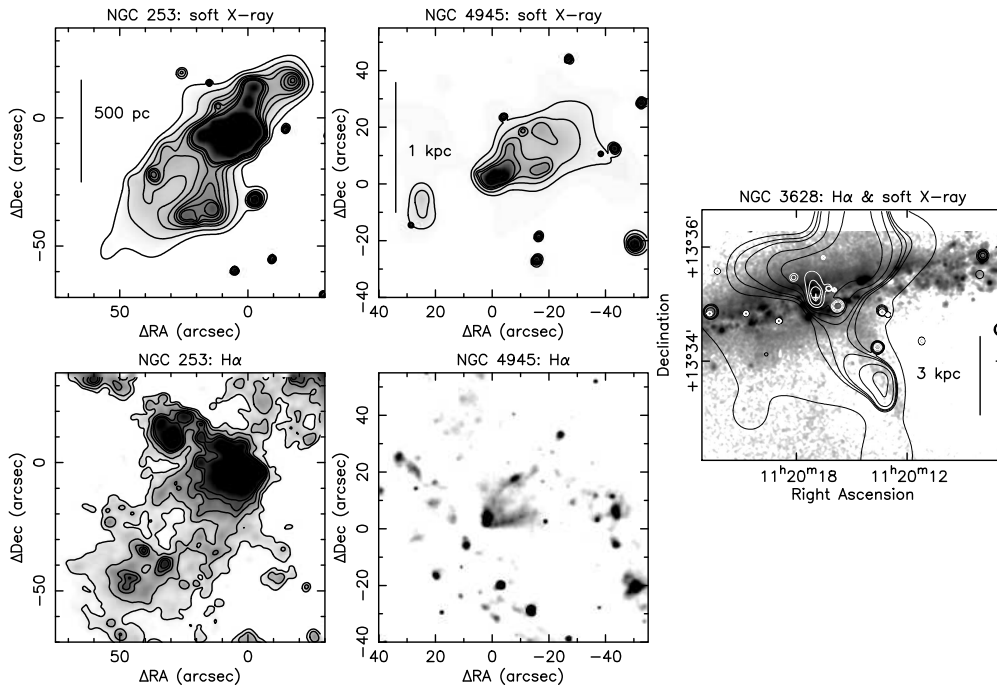 NGC 253: soft X-ray
NGC 4945: soft X-ray
ΔDec (arcsec)
0
−50
500 pc
50
0
ΔRA (arcsec)
ΔDec (arcsec)
40
20
0
−20
−40
1 kpc
40
20
0
−20
−40
ΔRA (arcsec)
NGC 3628: Hα & soft X-ray
Declination
+13°36'
+13°34'
3 kpc
11h20m18 11h20m12
Right Ascension
NGC 253: Hα
NGC 4945: Hα
ΔDec (arcsec)
0
−50
50
0
ΔRA (arcsec)
ΔDec (arcsec)
40
20
0
−20
−40
40
20
0
−20
−40
ΔRA (arcsec)